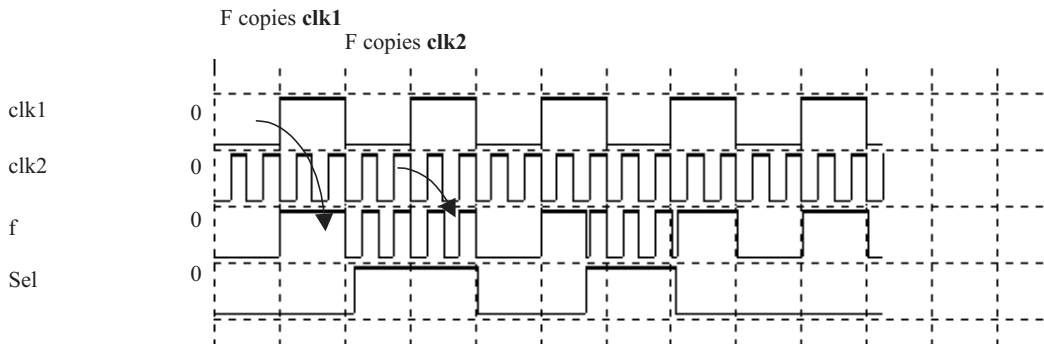 F copies clk1
F copies clk2
clk1 0
clk2 0
f 0
Sel 0